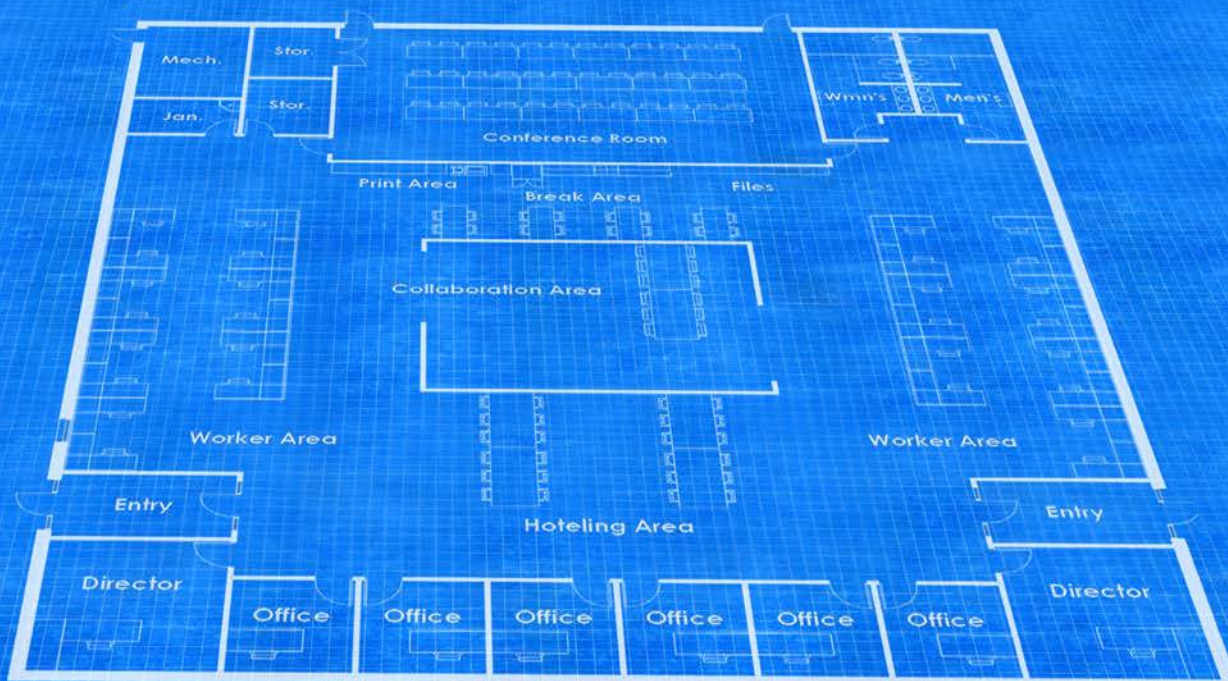 Mech.
Stor.
Jan.
Stor.
Conference Room
Wmn's
Men's
Print Area
Break Area
Files
Collaboration Area
Worker Area
Worker Area
Entry
Entry
Hoteling Area
Director
Office
Office
Office
Office
Office
Office
Director